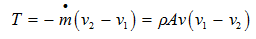 T = − ṁ(v₂ − v₁) = ρAv(v₁ − v₂)